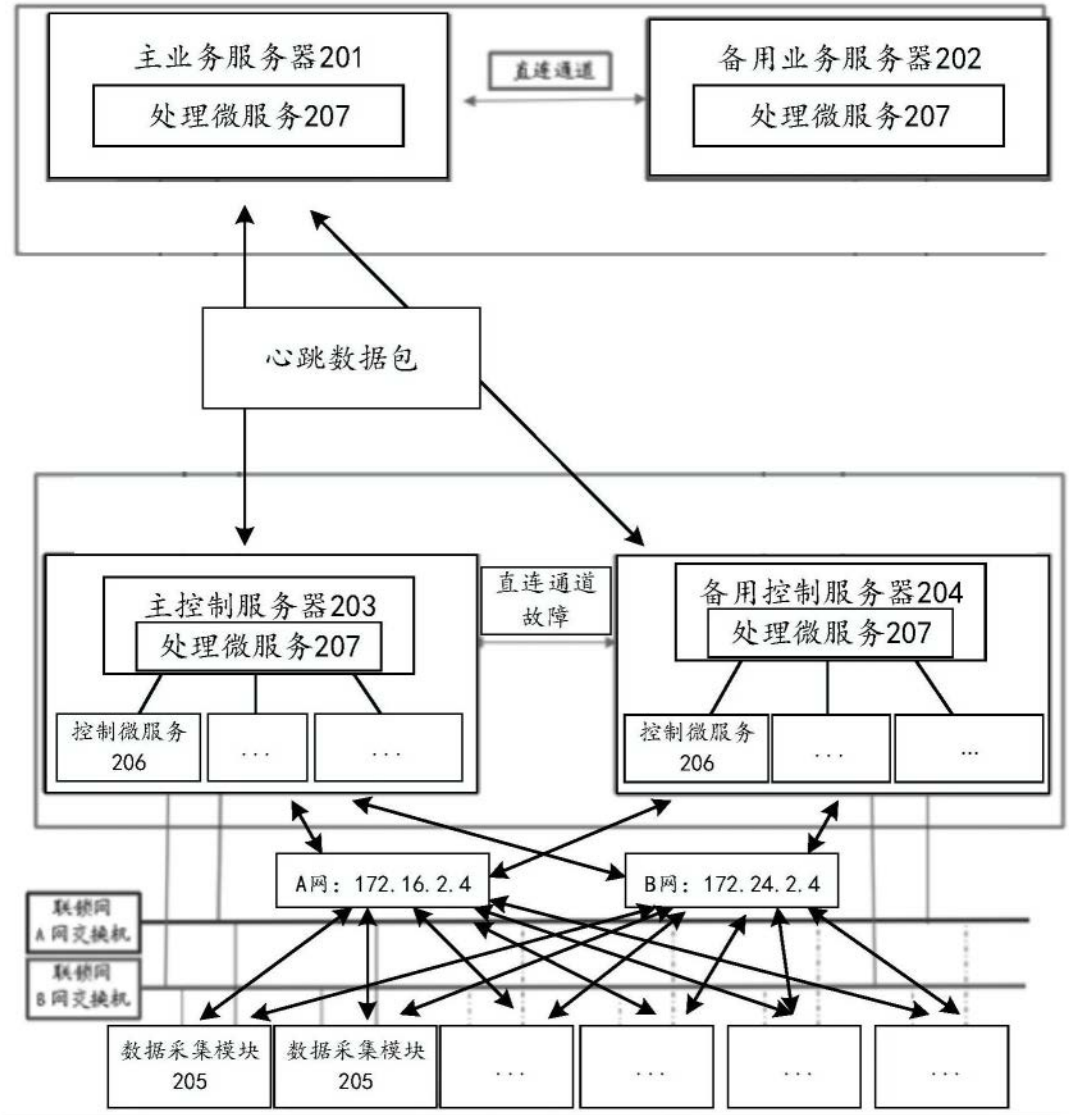 主业务服务器201
处理微服务207
直连通道
备用业务服务器202
处理微服务207
心跳数据包
主控制服务器203
处理微服务207
控制微服务
206
...
...
直连通道
故障
备用控制服务器204
处理微服务207
控制微服务
206
...
...
A网：172.16.2.4
B网：172.24.2.4
联锁网
A网交换机
联锁网
B网交换机
数据采集模块
205
数据采集模块
205
...
...
...
...